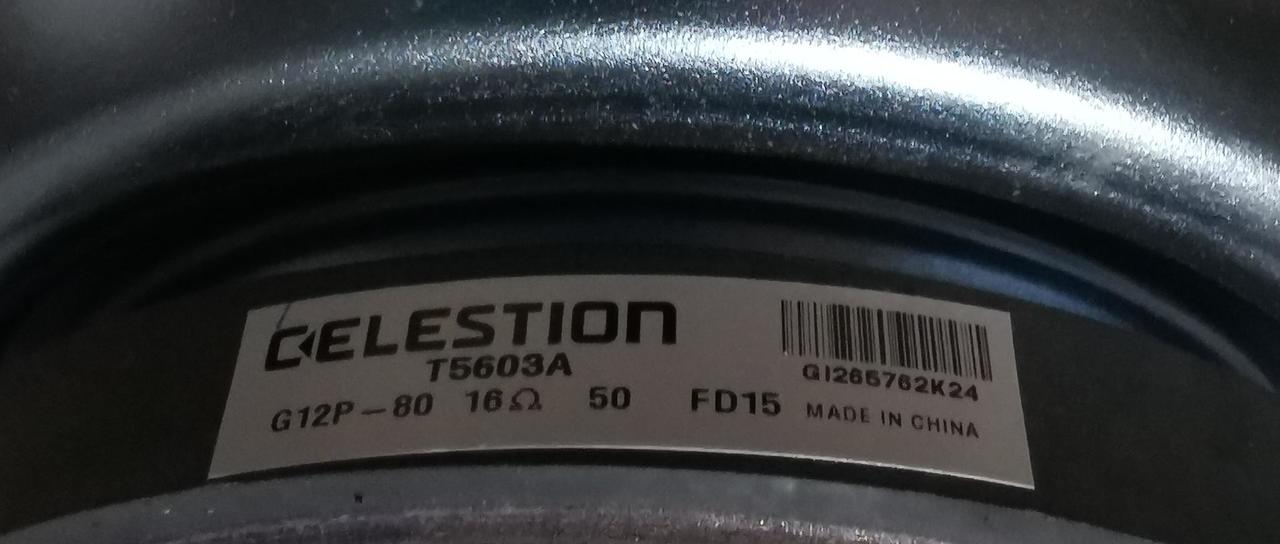 CELESTION
T5603A
G12P-80 16Ω 50 FD15
GI265762K24
MADE IN CHINA